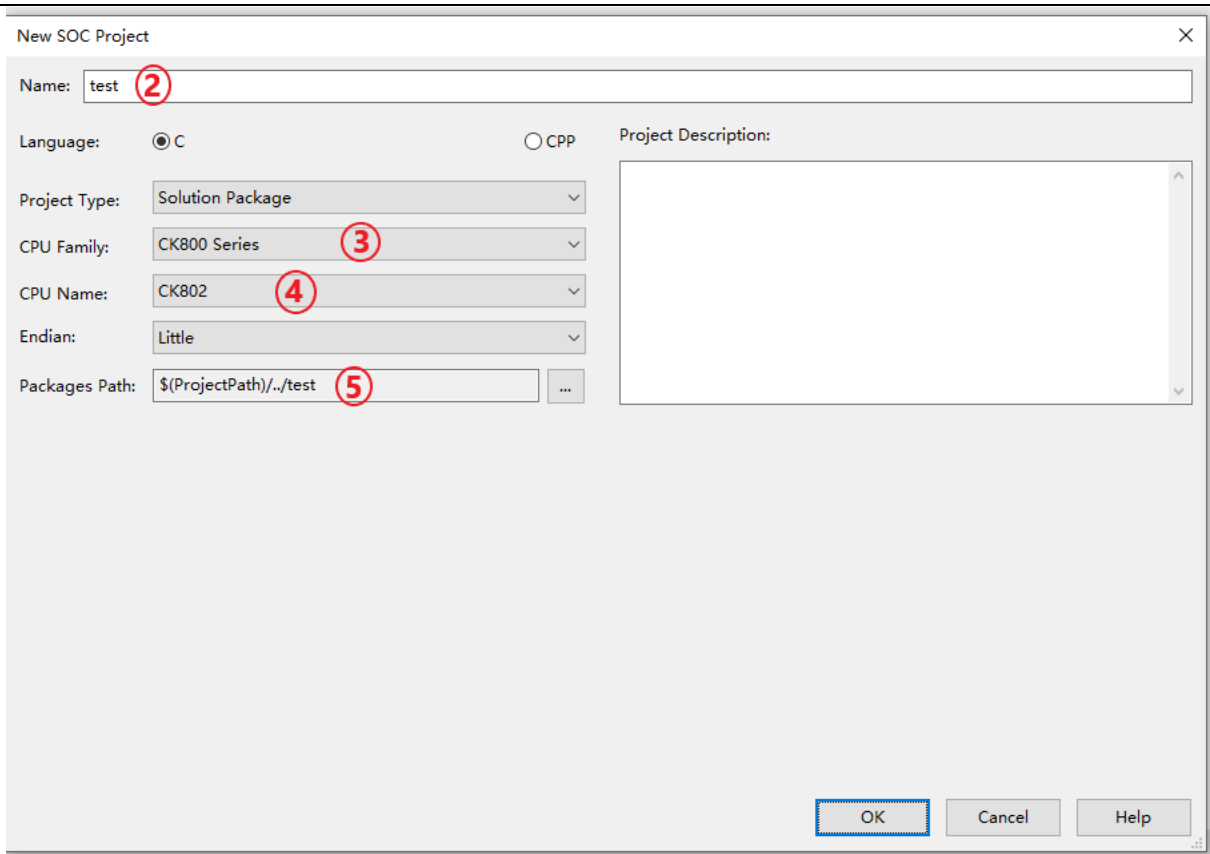 New SOC Project
Name: test ②
Language: C CPP
Project Description:
Project Type: Solution Package
CPU Family: CK800 Series ③
CPU Name: CK802 ④
Endian: Little
Packages Path: $(ProjectPath)/../test ⑤ ...
OK Cancel Help